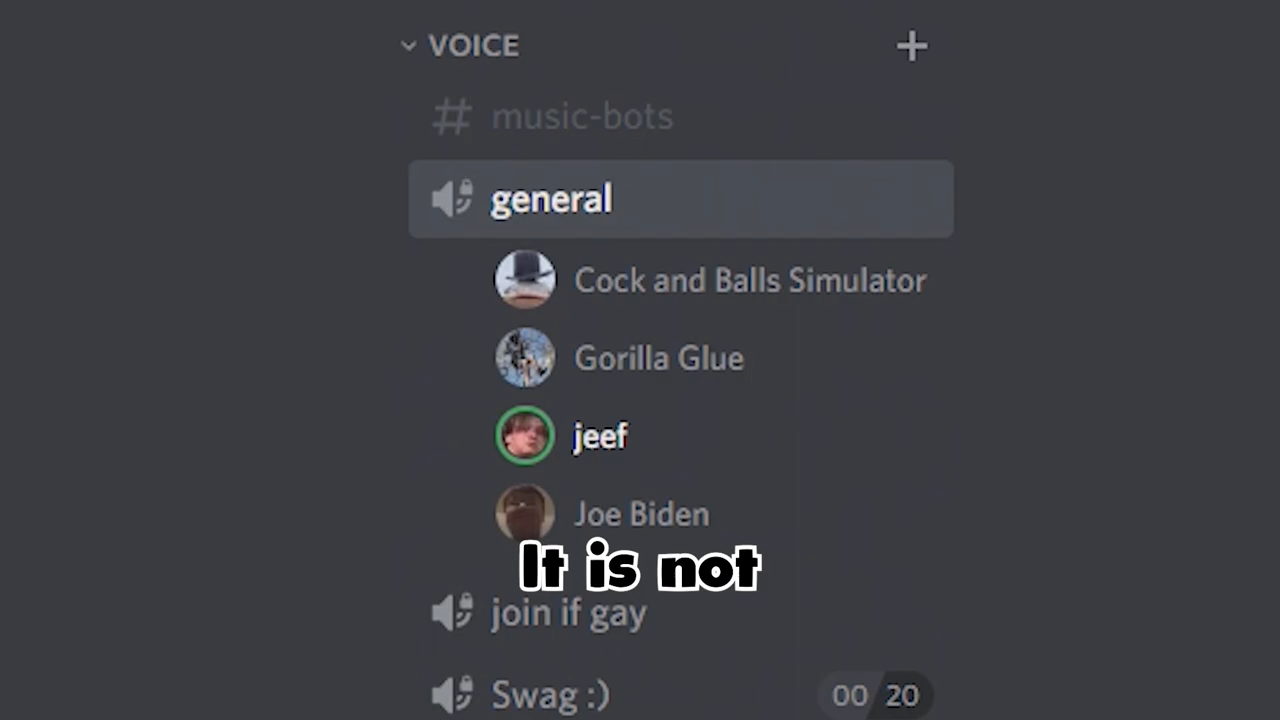 VOICE
music-bots
general
Cock and Balls Simulator
Gorilla Glue
jeef
Joe Biden
It is not
join if gay
Swag :)
00 20